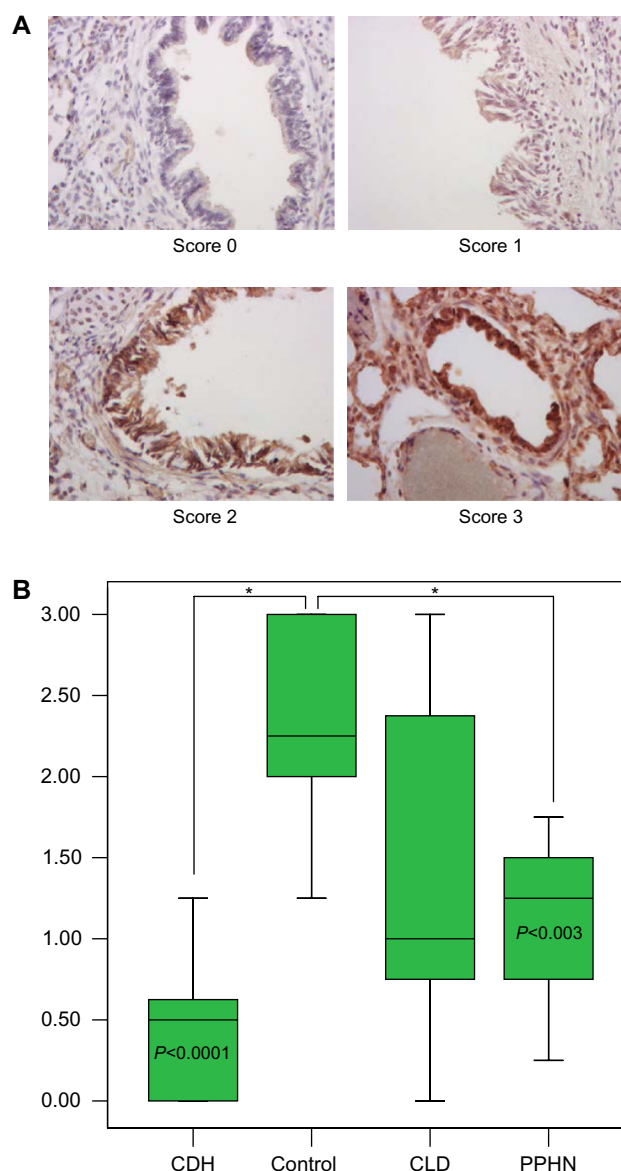 A
Score 0
Score 1
Score 2
Score 3
B
* *
3.00
2.50
2.00
1.50
1.00
0.50
0.00
P<0.0001
P<0.003
CDH Control CLD PPHN